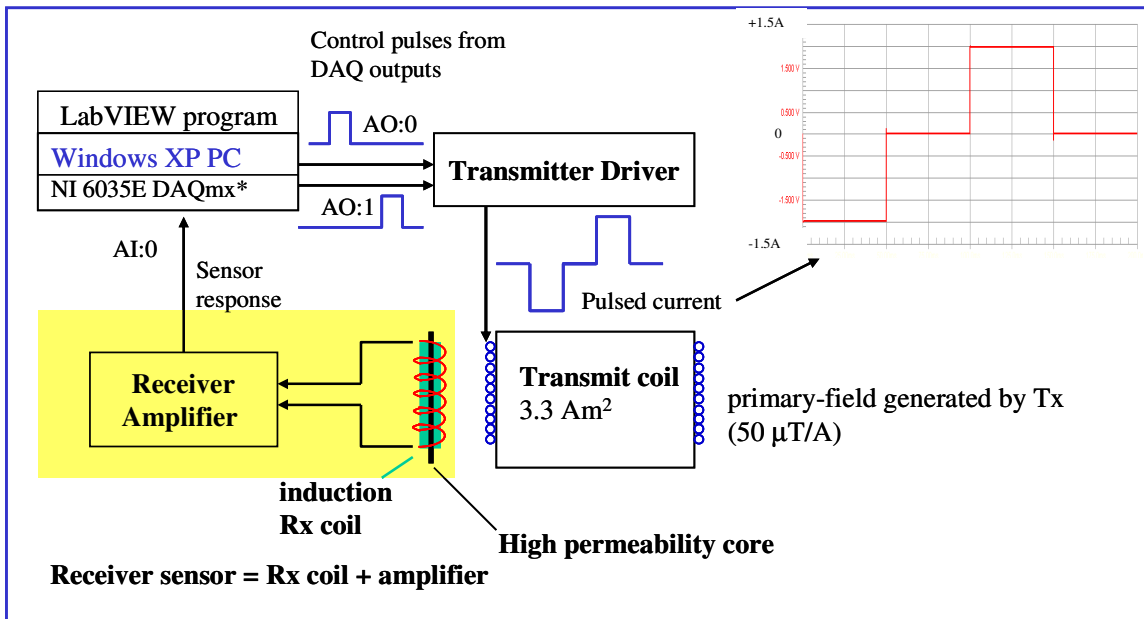 Control pulses from
DAQ outputs
LabVIEW program
Windows XP PC
NI 6035E DAQmx*
AO:0
AO:1
Transmitter Driver
AI:0
Sensor
response
Pulsed current
+1.5A
1.500 V
0.500 V
0
-0.500 V
-1.500 V
-1.5A
Receiver
Amplifier
Transmit coil
3.3 Am²
primary-field generated by Tx
(50 μT/A)
induction
Rx coil
High permeability core
Receiver sensor = Rx coil + amplifier